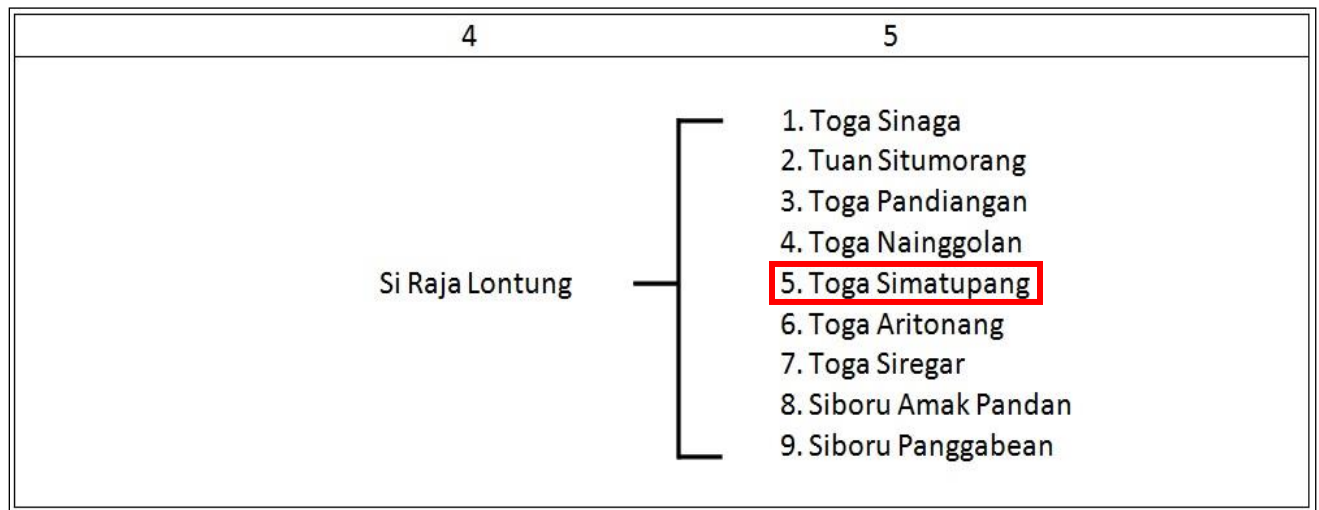 4 5
1. Toga Sinaga
2. Tuan Situmorang
3. Toga Pandiangan
4. Toga Nainggolan
Si Raja Lontung
5. Toga Simatupang
6. Toga Aritonang
7. Toga Siregar
8. Siboru Amak Pandan
9. Siboru Panggabean